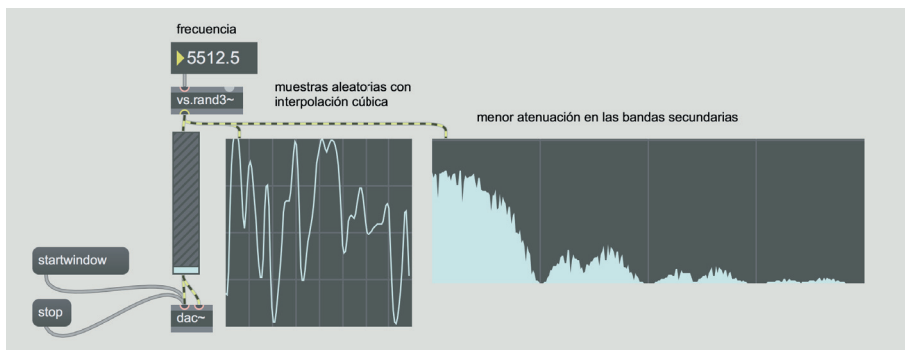 frecuencia
5512.5
vs.rand3~
muestras aleatorias con
interpolación cúbica
menor atenuación en las bandas secundarias
startwindow
stop
dac~